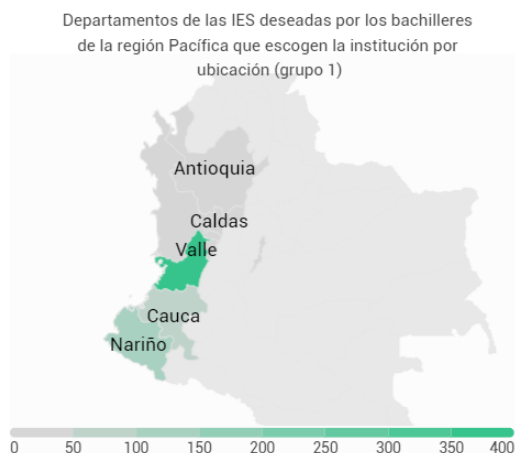 Departamentos de las IES deseadas por los bachilleres
de la región Pacífica que escogen la institución por
ubicación (grupo 1)
Antioquia
Caldas
Valle
Cauca
Nariño
0 50 100 150 200 250 300 350 400